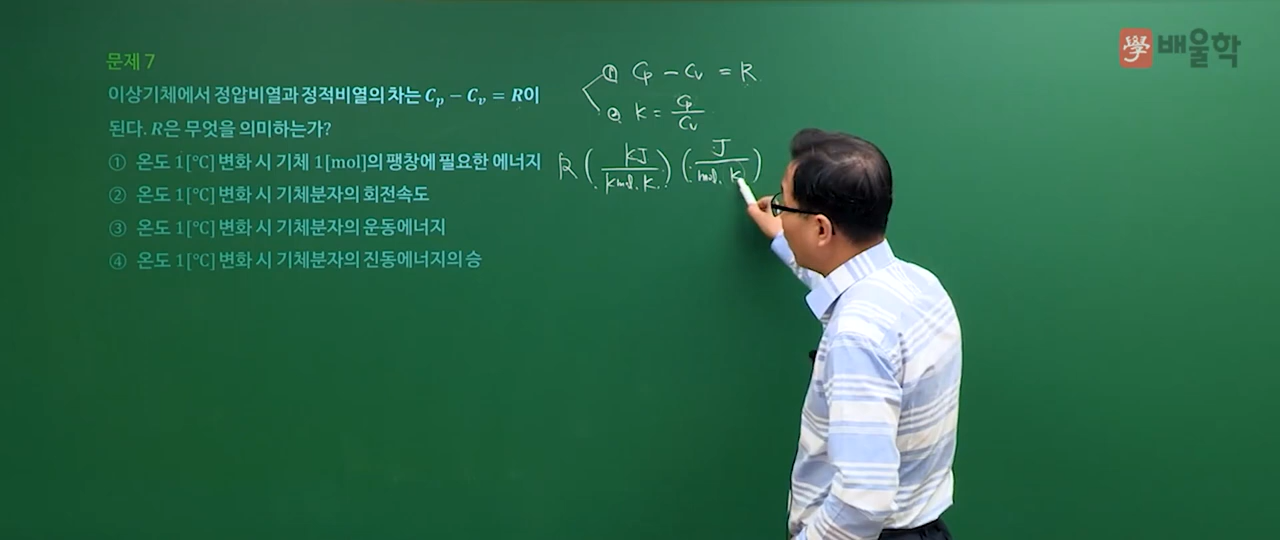 學 배울학
문제 7
이상기체에서 정압비열과 정적비열의 차는 Cp − Cv = R이
된다. R은 무엇을 의미하는가?
① 온도 1[℃] 변화 시 기체 1[mol]의 팽창에 필요한 에너지
② 온도 1[℃] 변화 시 기체분자의 회전속도
③ 온도 1[℃] 변화 시 기체분자의 운동에너지
④ 온도 1[℃] 변화 시 기체분자의 진동에너지의 승
① Cp − Cv = R
② K = Cp/Cv
R (kJ/kmol·K) (J/mol·K)